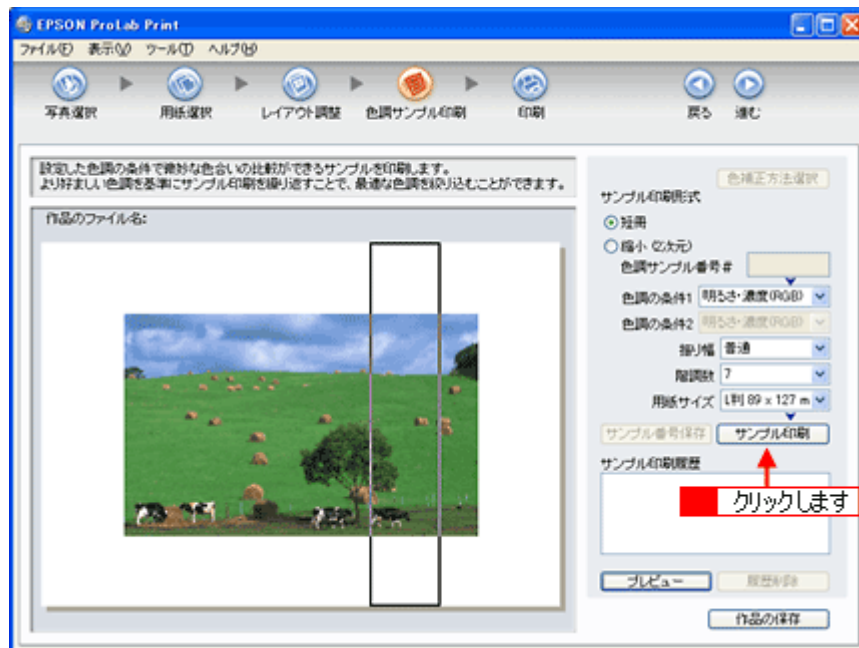 EPSON ProLab Print
ファイル(F) 表示(V) ツール(T) ヘルプ(H)
写真選択 用紙選択 レイアウト調整 色調サンプル印刷 印刷 戻る 進む
設定した色調の条件で微妙な色合いの比較ができるサンプルを印刷します。
より好ましい色調を基準にサンプル印刷を繰り返すことで、最適な色調を絞り込むことができます。
作品のファイル名:
色補正方法選択
サンプル印刷形式
短冊
縮小 (2次元)
色調サンプル番号 #
色調の条件1 明るさ・濃度(RGB)
色調の条件2 明るさ・濃度(RGB)
振り幅 普通
階調数 7
用紙サイズ L判 89 x 127 m
サンプル番号保存 サンプル印刷
サンプル印刷履歴
クリックします
プレビュー 履歴削除
作品の保存